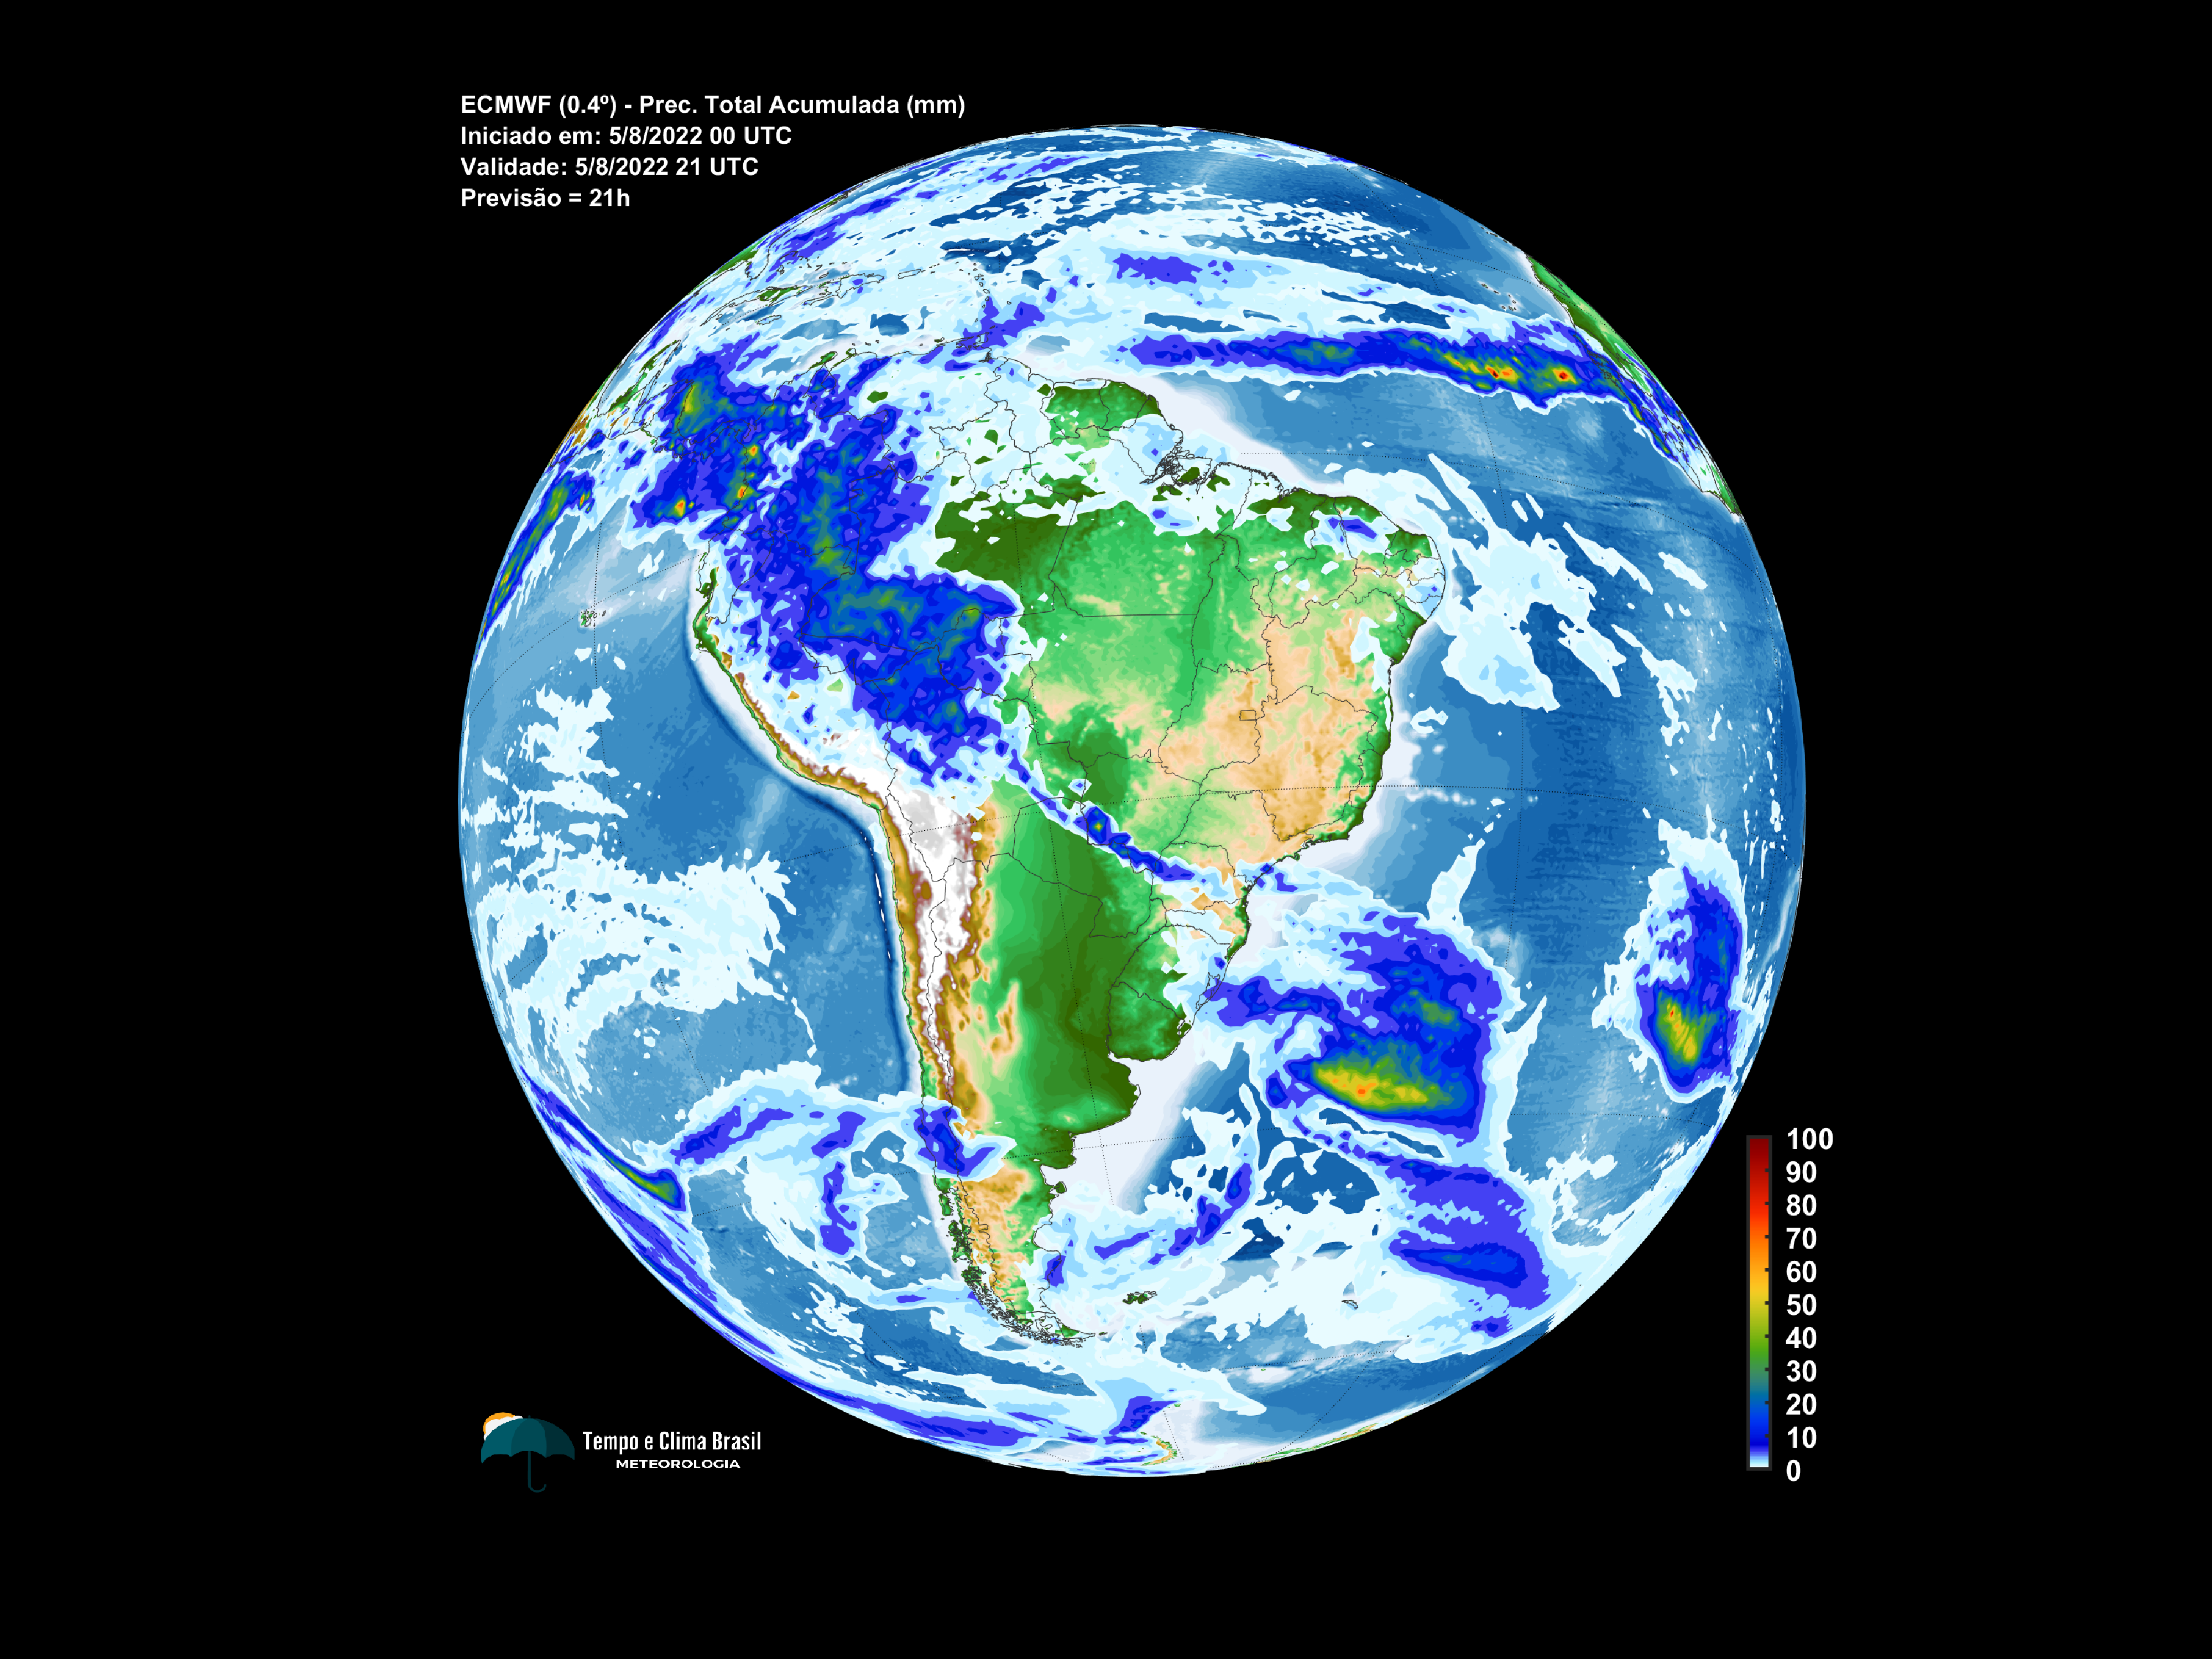 ECMWF (0.4º) - Prec. Total Acumulada (mm)
Iniciado em: 5/8/2022 00 UTC
Validade: 5/8/2022 21 UTC
Previsão = 21h
100
90
80
70
60
50
40
30
20
10
0
Tempo e Clima Brasil
METEOROLOGIA